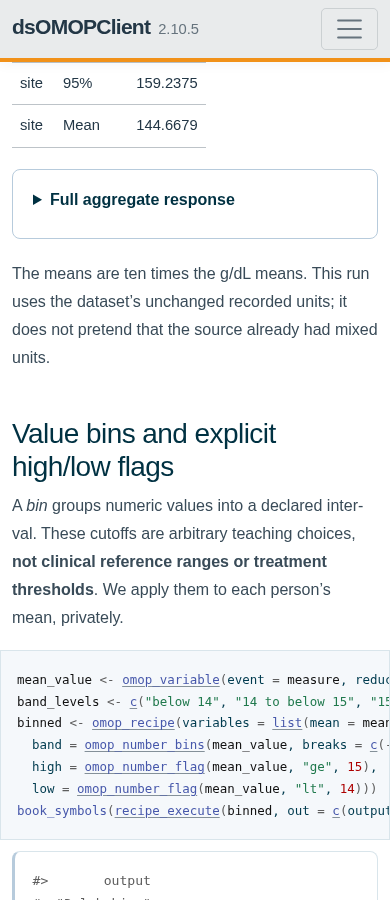 dsOMOPClient 2.10.5
site 95% 159.2375
site Mean 144.6679
Full aggregate response
The means are ten times the g/dL means. This run
uses the dataset’s unchanged recorded units; it
does not pretend that the source already had mixed
units.
Value bins and explicit
high/low flags
A bin groups numeric values into a declared inter-
val. These cutoffs are arbitrary teaching choices,
not clinical reference ranges or treatment
thresholds. We apply them to each person’s
mean, privately.
mean_value <- omop_variable(event = measure, reduc
band_levels <- c("below 14", "14 to below 15", "15
binned <- omop_recipe(variables = list(mean = mean
band = omop_number_bins(mean_value, breaks = c(-
high = omop_number_flag(mean_value, "ge", 15),
low = omop_number_flag(mean_value, "lt", 14)))
book_symbols(recipe_execute(binned, out = c(output
#> output